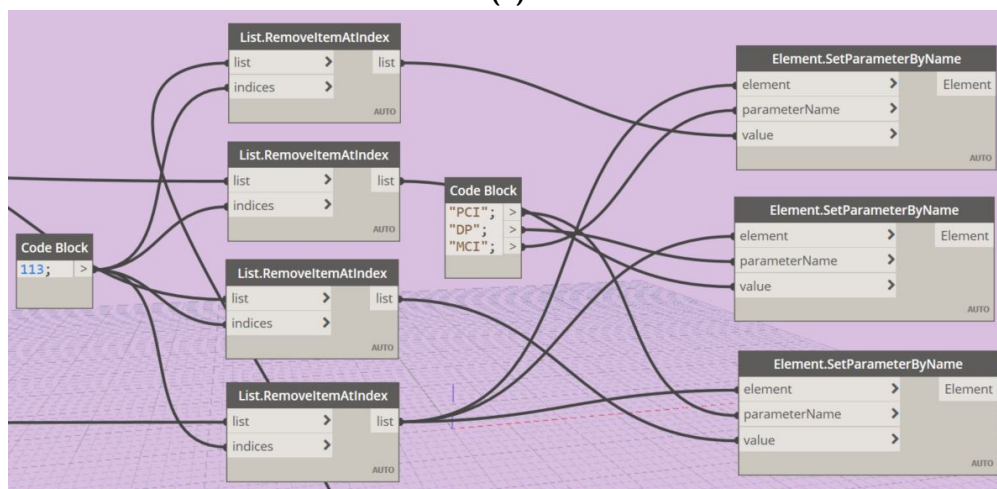 List.RemoveItemAtIndex
list > list
indices >
AUTO
List.RemoveItemAtIndex
list > list
indices >
AUTO
Code Block
113; >
List.RemoveItemAtIndex
list > list
indices >
AUTO
List.RemoveItemAtIndex
list > list
indices >
AUTO
Code Block
"PCI"; >
"DP"; >
"MCI"; >
Element.SetParameterByName
element > Element
parameterName >
value >
AUTO
Element.SetParameterByName
element > Element
parameterName >
value >
AUTO
Element.SetParameterByName
element > Element
parameterName >
value >
AUTO